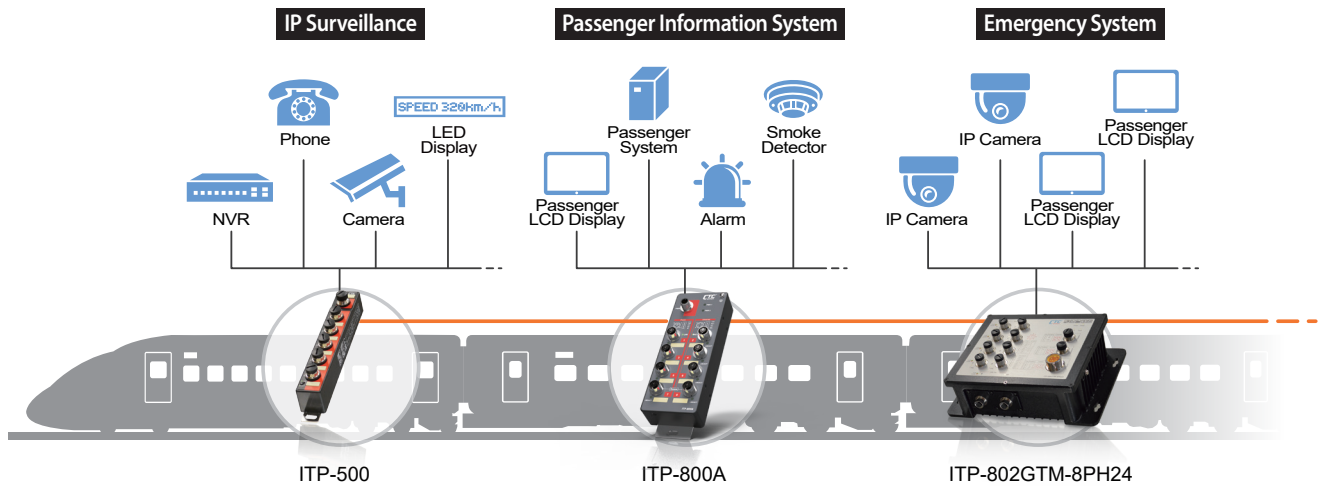 IP Surveillance
Passenger Information System
Emergency System
SPEED 320km/h
Phone
LED
Display
NVR
Camera
Passenger
System
Smoke
Detector
Passenger
LCD Display
Alarm
IP Camera
Passenger
LCD Display
IP Camera
Passenger
LCD Display
CTC
ITP-500
ITP-800A
ITP-802GTM-8PH24